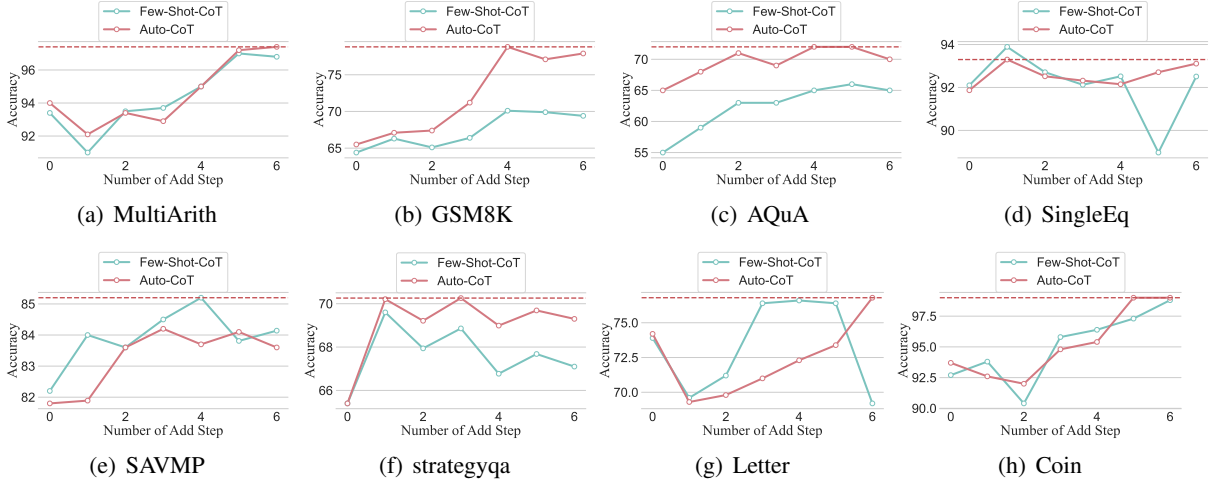 Few-Shot-CoT
Auto-CoT
Accuracy
96
94
92
0 2 4 6
Number of Add Step
(a) MultiArith
Few-Shot-CoT
Auto-CoT
Accuracy
75
70
65
0 2 4 6
Number of Add Step
(b) GSM8K
Few-Shot-CoT
Auto-CoT
Accuracy
70
65
60
55
0 2 4 6
Number of Add Step
(c) AQuA
Few-Shot-CoT
Auto-CoT
Accuracy
94
92
90
0 2 4 6
Number of Add Step
(d) SingleEq
Few-Shot-CoT
Auto-CoT
Accuracy
85
84
83
82
0 2 4 6
Number of Add Step
(e) SAVMP
Few-Shot-CoT
Auto-CoT
Accuracy
70
68
66
0 2 4 6
Number of Add Step
(f) strategyqa
Few-Shot-CoT
Auto-CoT
Accuracy
75.0
72.5
70.0
0 2 4 6
Number of Add Step
(g) Letter
Few-Shot-CoT
Auto-CoT
Accuracy
97.5
95.0
92.5
90.0
0 2 4 6
Number of Add Step
(h) Coin